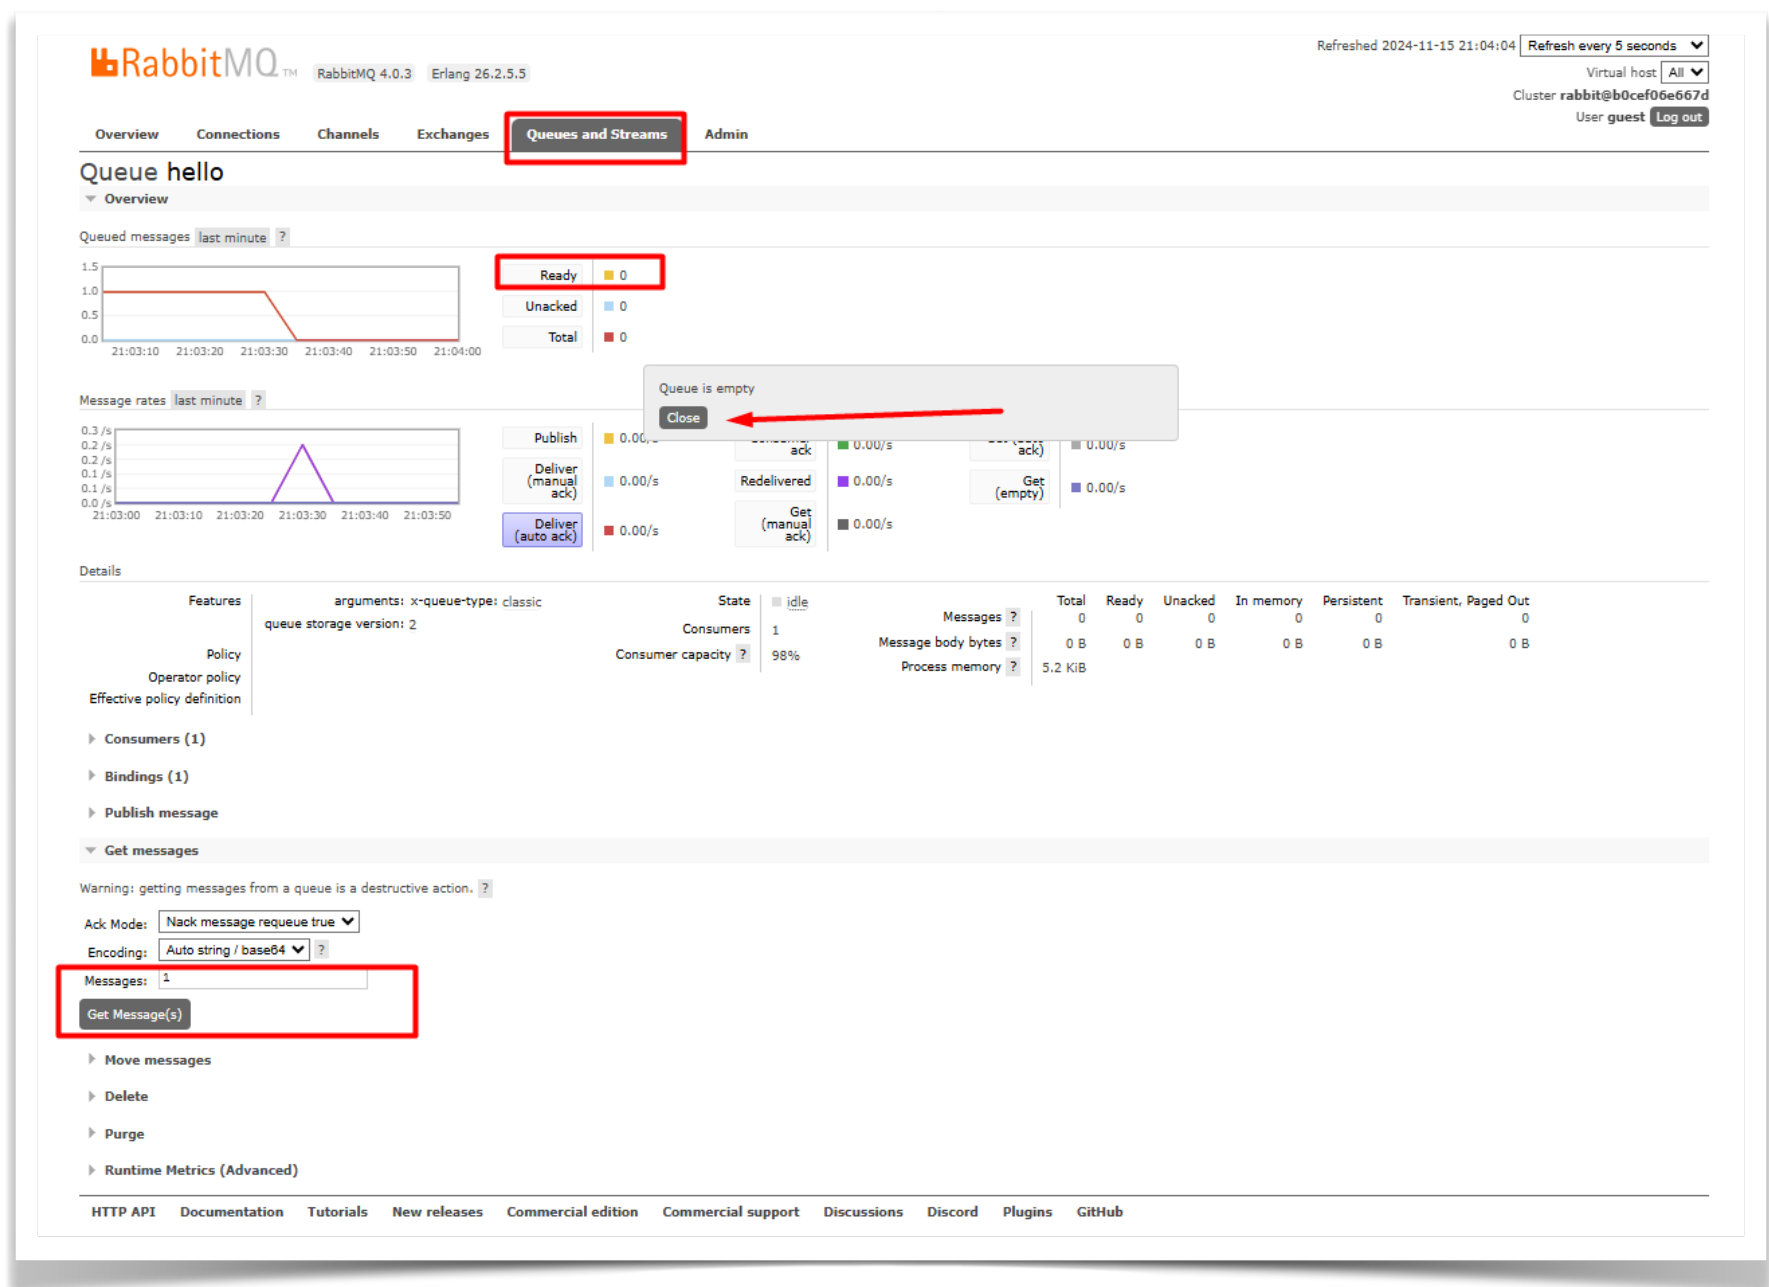 RabbitMQ TM RabbitMQ 4.0.3 Erlang 26.2.5.5
Refreshed 2024-11-15 21:04:04 Refresh every 5 seconds
Virtual host All
Cluster rabbit@b0cef06e667d
User guest Log out
Overview Connections Channels Exchanges Queues and Streams Admin
Queue hello
Overview
Queued messages last minute ?
1.5
1.0
0.5
0.0
21:03:10 21:03:20 21:03:30 21:03:40 21:03:50 21:04:00
Ready 0
Unacked 0
Total 0
Queue is empty
Close
Message rates last minute ?
0.3 /s
0.2 /s
0.2 /s
0.1 /s
0.1 /s
0.0 /s
21:03:00 21:03:10 21:03:20 21:03:30 21:03:40 21:03:50
Publish 0.00/s
Deliver (manual ack) 0.00/s
Deliver (auto ack) 0.00/s
ack 0.00/s
Redelivered 0.00/s
Get (manual ack) 0.00/s
ack) 0.00/s
Get (empty) 0.00/s
Details
Features arguments: x-queue-type: classic
queue storage version: 2
Policy
Operator policy
Effective policy definition
State idle
Consumers 1
Consumer capacity ? 98%
Total Ready Unacked In memory Persistent Transient, Paged Out
Messages ? 0 0 0 0 0 0
Message body bytes ? 0 B 0 B 0 B 0 B 0 B 0 B
Process memory ? 5.2 KiB
Consumers (1)
Bindings (1)
Publish message
Get messages
Warning: getting messages from a queue is a destructive action. ?
Ack Mode: Nack message requeue true
Encoding: Auto string / base64 ?
Messages: 1
Get Message(s)
Move messages
Delete
Purge
Runtime Metrics (Advanced)
HTTP API Documentation Tutorials New releases Commercial edition Commercial support Discussions Discord Plugins GitHub